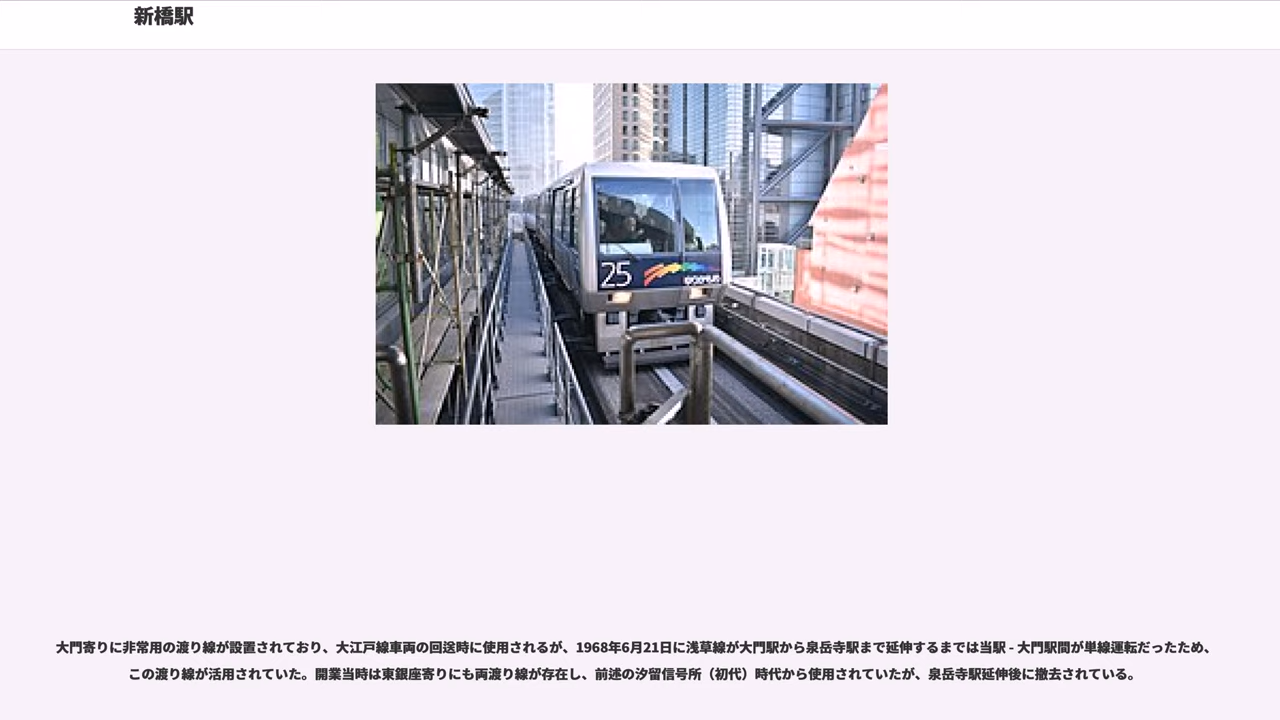 新橋駅
25
大門寄りに非常用の渡り線が設置されており、大江戸線車両の回送時に使用されるが、1968年6月21日に浅草線が大門駅から泉岳寺駅まで延伸するまでは当駅 - 大門駅間が単線運転だったため、
この渡り線が活用されていた。開業当時は東銀座寄りにも両渡り線が存在し、前述の汐留信号所（初代）時代から使用されていたが、泉岳寺駅延伸後に撤去されている。